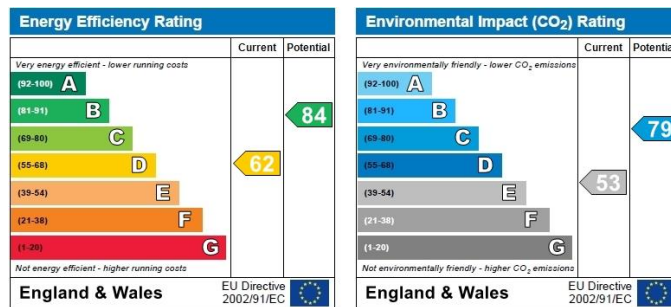 Energy Efficiency Rating
Current Potential
Very energy efficient - lower running costs
(92-100) A
(81-91) B
84
(69-80) C
(55-68) D
62
(39-54) E
(21-38) F
(1-20) G
Not energy efficient - higher running costs
England & Wales
EU Directive
2002/91/EC
Environmental Impact (CO₂) Rating
Current Potential
Very environmentally friendly - lower CO₂ emissions
(92-100) A
(81-91) B
(69-80) C
79
(55-68) D
(39-54) E
53
(21-38) F
(1-20) G
Not environmentally friendly - higher CO₂ emissions
England & Wales
EU Directive
2002/91/EC